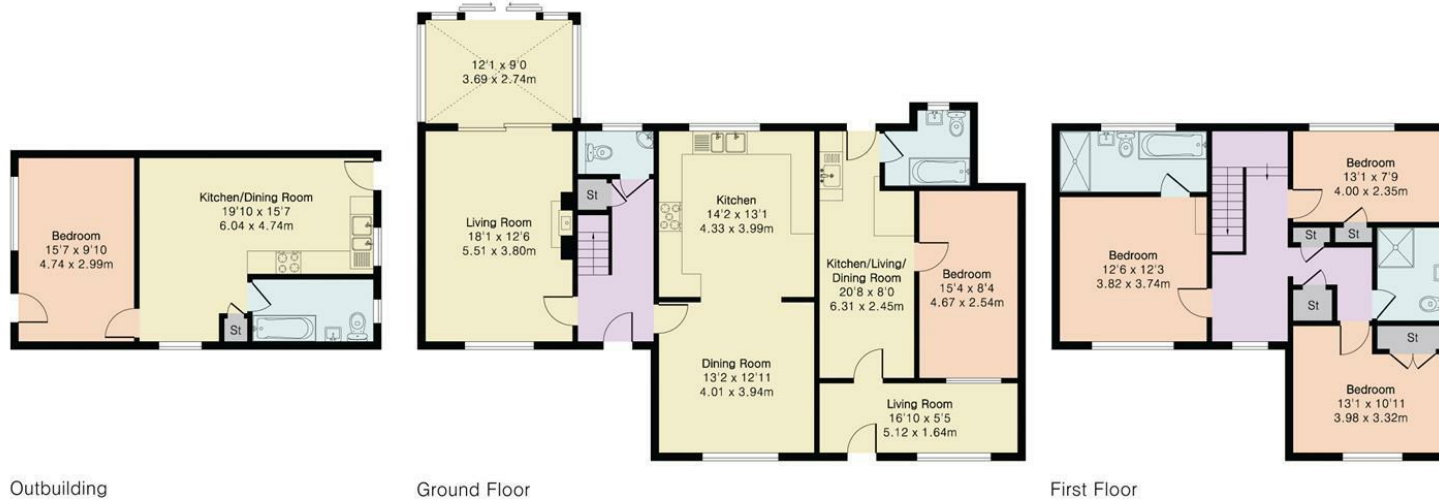 Bedroom
15'7 x 9'10
4.74 x 2.99m
Kitchen/Dining Room
19'10 x 15'7
6.04 x 4.74m
St
Outbuilding
12'1 x 9'0
3.69 x 2.74m
Living Room
18'1 x 12'6
5.51 x 3.80m
St
Kitchen
14'2 x 13'1
4.33 x 3.99m
Dining Room
13'2 x 12'11
4.01 x 3.94m
Kitchen/Living/
Dining Room
20'8 x 8'0
6.31 x 2.45m
Bedroom
15'4 x 8'4
4.67 x 2.54m
Living Room
16'10 x 5'5
5.12 x 1.64m
Ground Floor
Bedroom
13'1 x 7'9
4.00 x 2.35m
St
St
Bedroom
12'6 x 12'3
3.82 x 3.74m
St
St
Bedroom
13'1 x 10'11
3.98 x 3.32m
First Floor